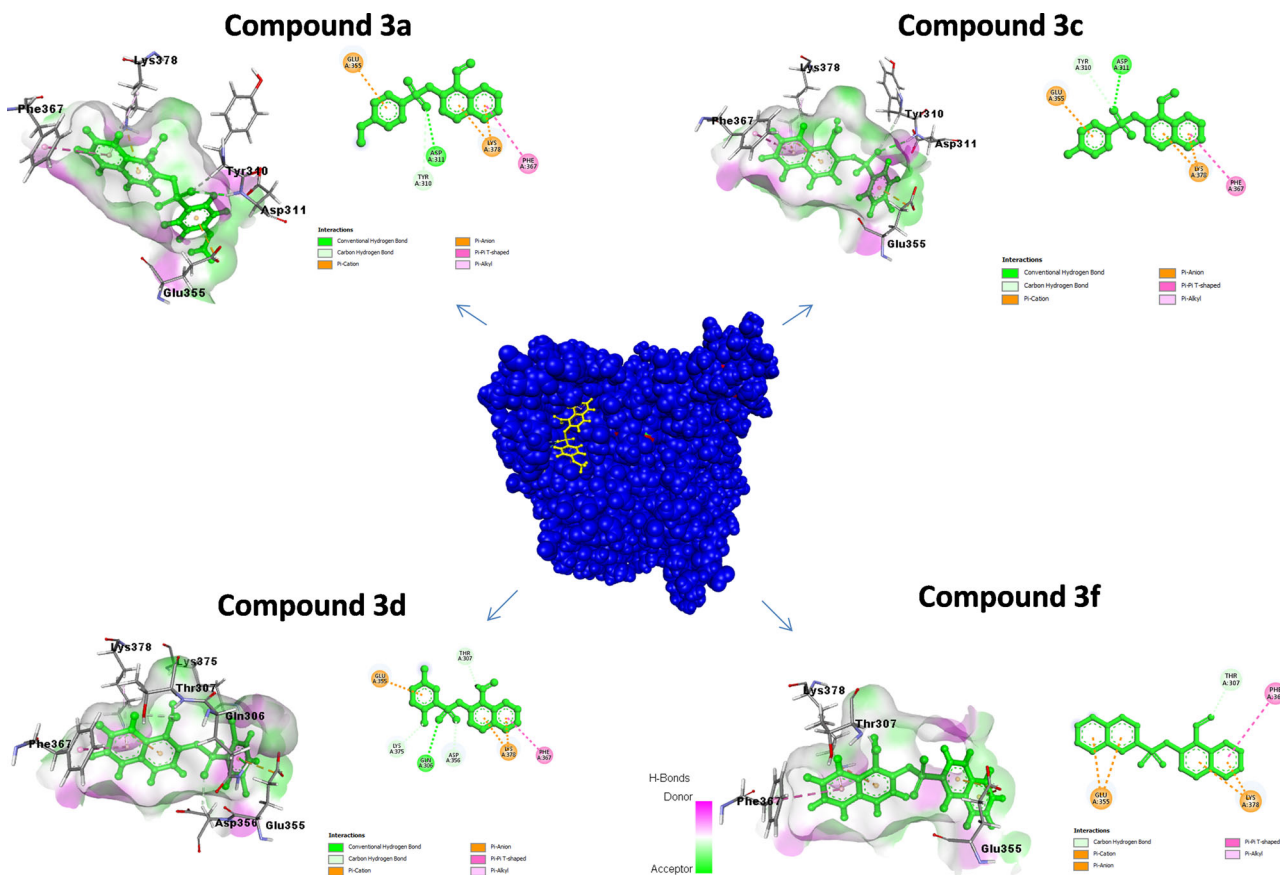 Compound 3a
Lys378
Phe367
Tyr310
Asp311
Glu355
GLU
A:355
ASP
A:311
TYR
A:310
LYS
A:378
PHE
A:367
Interactions
Conventional Hydrogen Bond
Carbon Hydrogen Bond
Pi-Cation
Pi-Anion
Pi-Pi T-shaped
Pi-Alkyl
Compound 3c
Lys378
Phe367
Tyr310
Asp311
Glu355
TYR
A:310
ASP
A:311
GLU
A:355
LYS
A:378
PHE
A:367
Interactions
Conventional Hydrogen Bond
Carbon Hydrogen Bond
Pi-Cation
Pi-Anion
Pi-Pi T-shaped
Pi-Alkyl
Compound 3d
Lys378
Lys375
Thr307
Gln306
Phe367
Asp356
Glu355
THR
A:307
GLU
A:355
LYS
A:375
GLN
A:306
ASP
A:356
LYS
A:378
PHE
A:367
Interactions
Conventional Hydrogen Bond
Carbon Hydrogen Bond
Pi-Cation
Pi-Anion
Pi-Pi T-shaped
Pi-Alkyl
Compound 3f
Lys378
Thr307
Phe367
Glu355
H-Bonds
Donor
Acceptor
THR
A:307
PHE
A:36
GLU
A:355
LYS
A:378
Interactions
Carbon Hydrogen Bond
Pi-Cation
Pi-Anion
Pi-Pi T-shaped
Pi-Alkyl